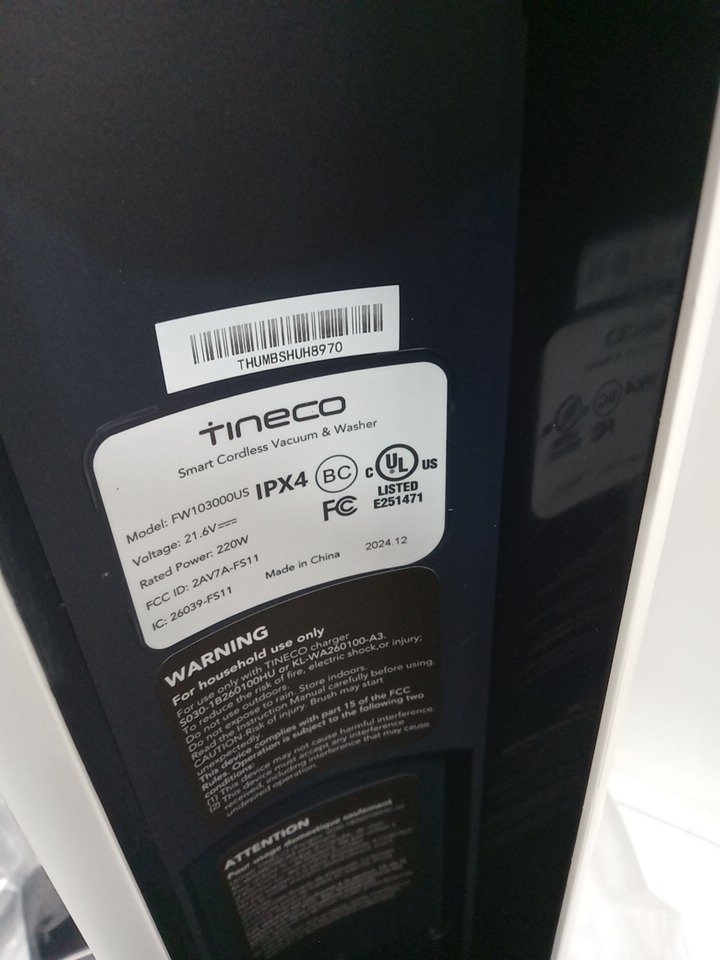 THUMBSHUH8970
TINECO
Smart Cordless Vacuum & Washer
Model: FW103000US
IPX4
BC
C UL US
LISTED
E251471
FC
Voltage: 21.6V
Rated Power: 220W
FCC ID: 2AV7A-FS11
IC: 26039-FS11
Made in China
2024.12
WARNING
For household use only
For use only with TINECO charger
S030-1B260100HU or KL-WA260100-A3.
To reduce the risk of fire, electric shock,or injury;
Do not use outdoors.
Do not expose to rain. Store indoors.
Read the Instruction Manual carefully before using.
CAUTION-Risk of injury. Brush may start
unexpectedly.
This device complies with part 15 of the FCC
Rules. Operation is subject to the following two
conditions:
(1) This device may not cause harmful interference.
(2) This device must accept any interference
received, including interference that may cause
undesired operation.
ATTENTION
Pour usage domestique seulement